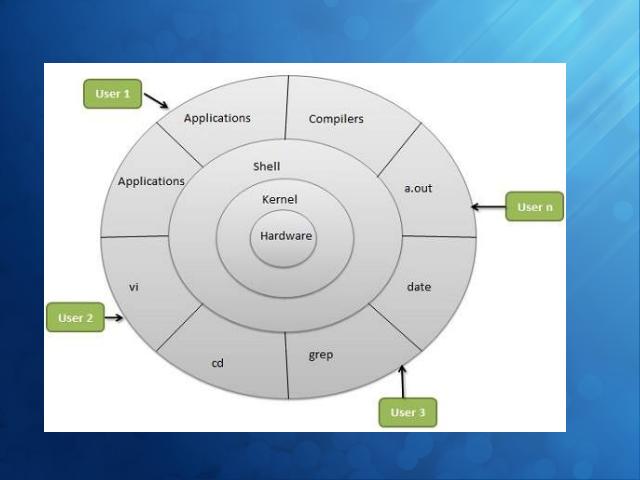 User 1
Applications
Compilers
Shell
Applications
a.out
Kernel
User n
Hardware
vi
date
User 2
cd
grep
User 3